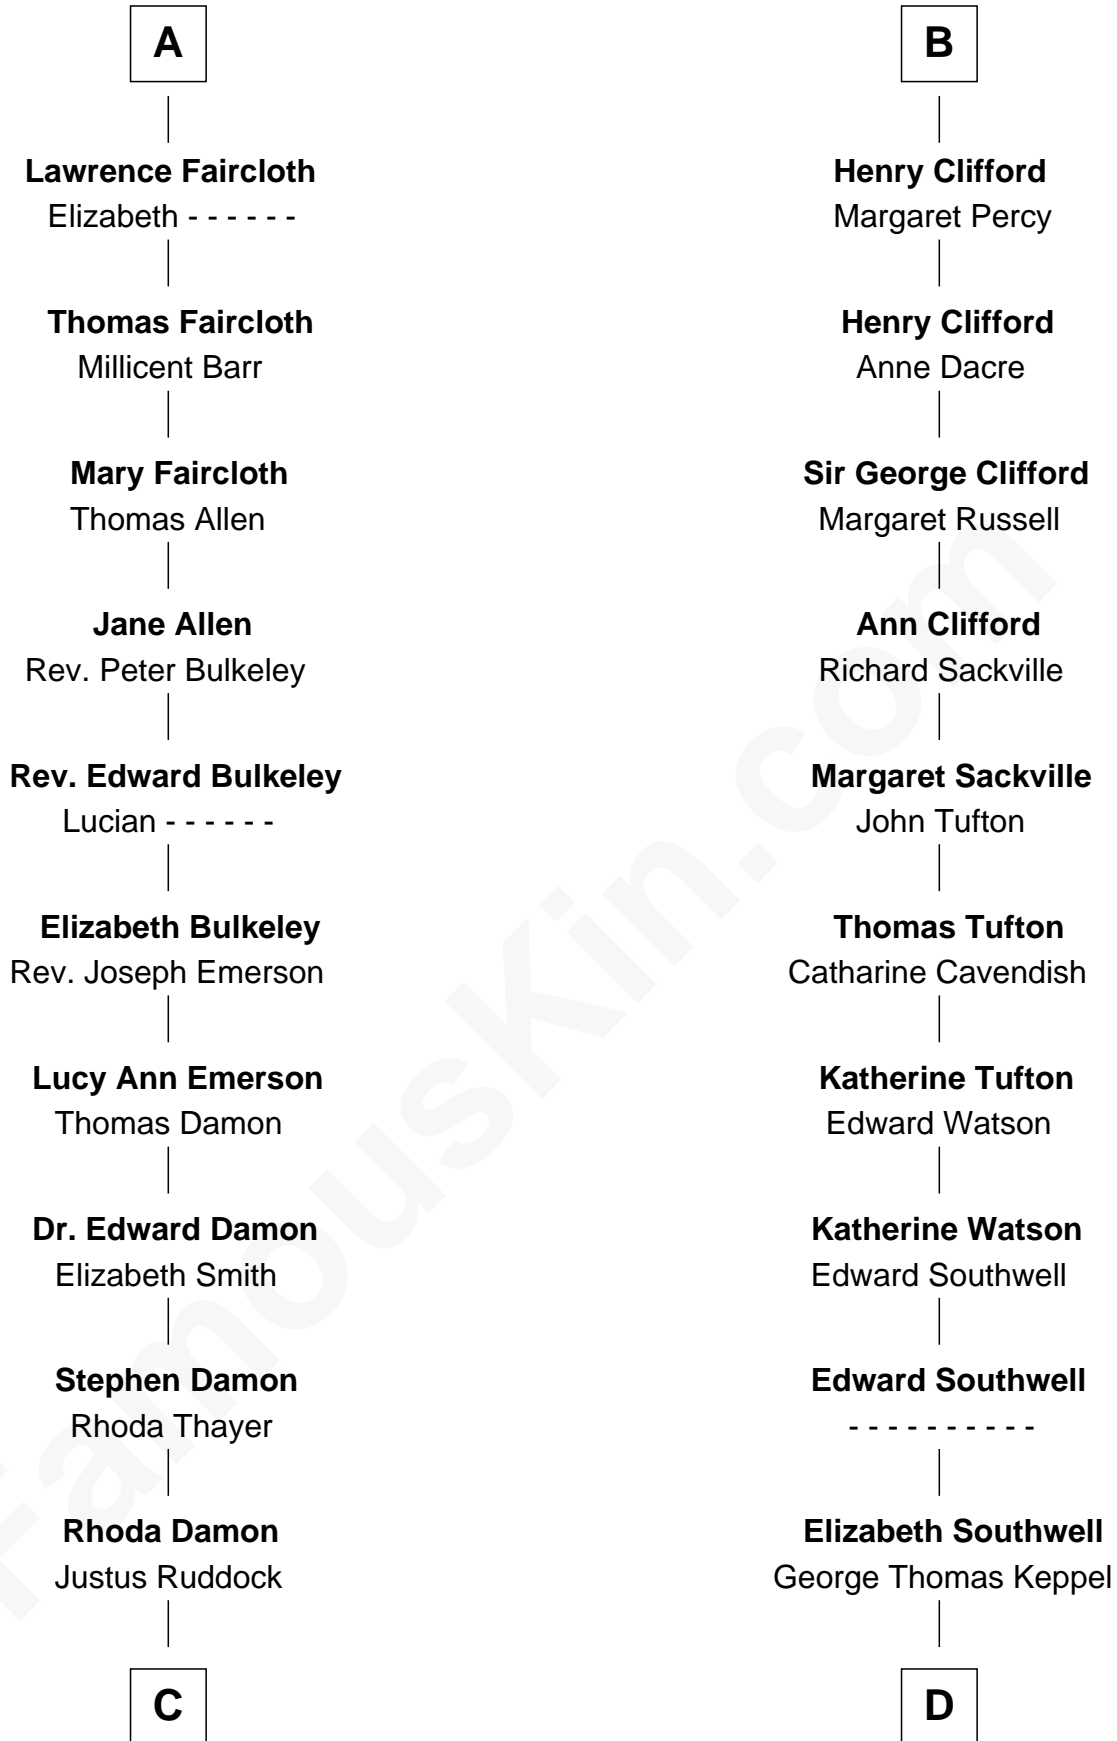 A
Lawrence Faircloth
Elizabeth - - - - - -
Thomas Faircloth
Millicent Barr
Mary Faircloth
Thomas Allen
Jane Allen
Rev. Peter Bulkeley
Rev. Edward Bulkeley
Lucian - - - - - -
Elizabeth Bulkeley
Rev. Joseph Emerson
Lucy Ann Emerson
Thomas Damon
Dr. Edward Damon
Elizabeth Smith
Stephen Damon
Rhoda Thayer
Rhoda Damon
Justus Ruddock
C
B
Henry Clifford
Margaret Percy
Henry Clifford
Anne Dacre
Sir George Clifford
Margaret Russell
Ann Clifford
Richard Sackville
Margaret Sackville
John Tufton
Thomas Tufton
Catharine Cavendish
Katherine Tufton
Edward Watson
Katherine Watson
Edward Southwell
Edward Southwell
- - - - - - - - - -
Elizabeth Southwell
George Thomas Keppel
D
FamousKin.com